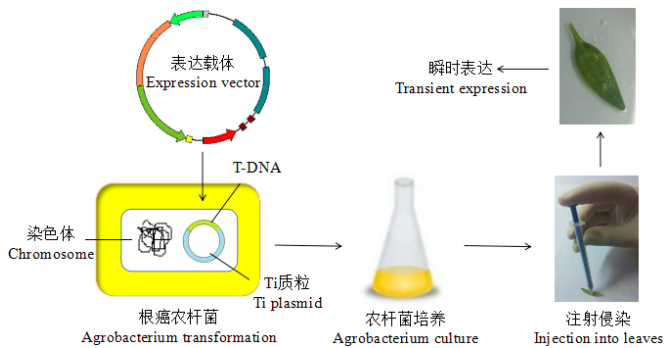 表达载体
Expression vector
瞬时表达
Transient expression
T-DNA
染色体
Chromosome
Ti质粒
Ti plasmid
根癌农杆菌
Agrobacterium transformation
农杆菌培养
Agrobacterium culture
注射侵染
Injection into leaves